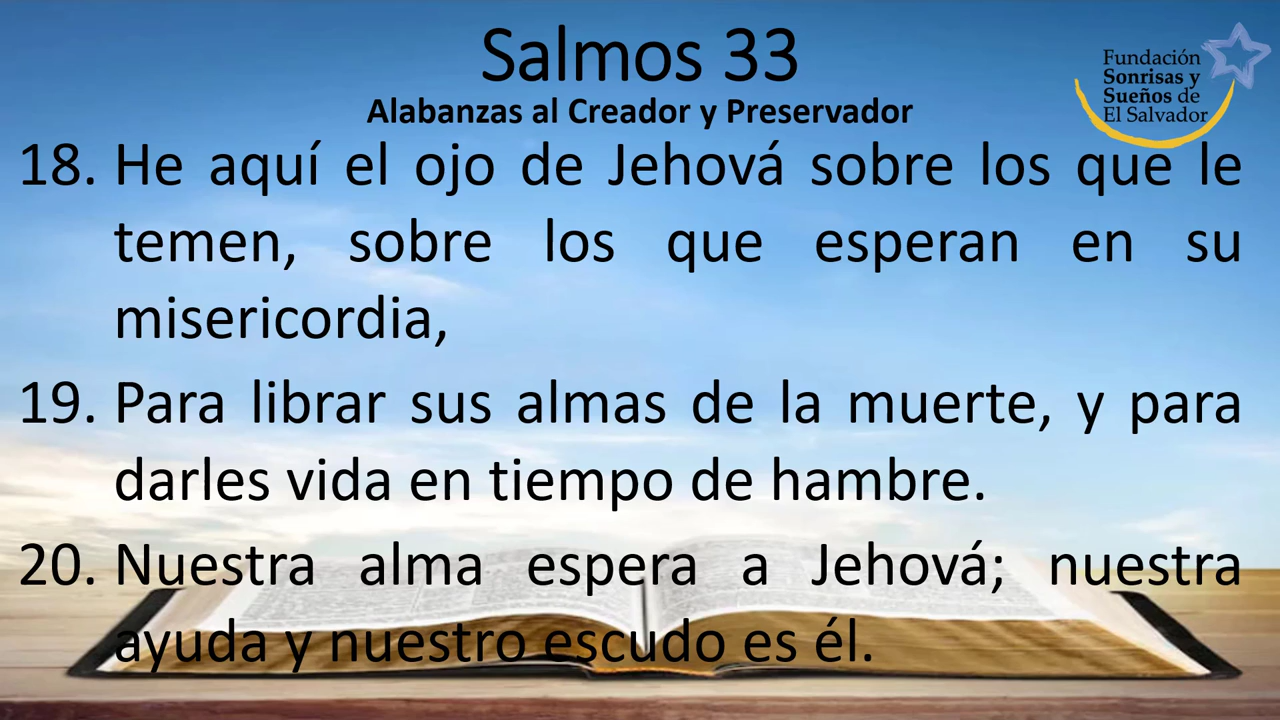 Salmos 33
Alabanzas al Creador y Preservador
Fundación
Sonrisas y
Sueños de
El Salvador
18. He aquí el ojo de Jehová sobre los que le
temen, sobre los que esperan en su
misericordia,
19. Para librar sus almas de la muerte, y para
darles vida en tiempo de hambre.
20. Nuestra alma espera a Jehová; nuestra
ayuda y nuestro escudo es él.